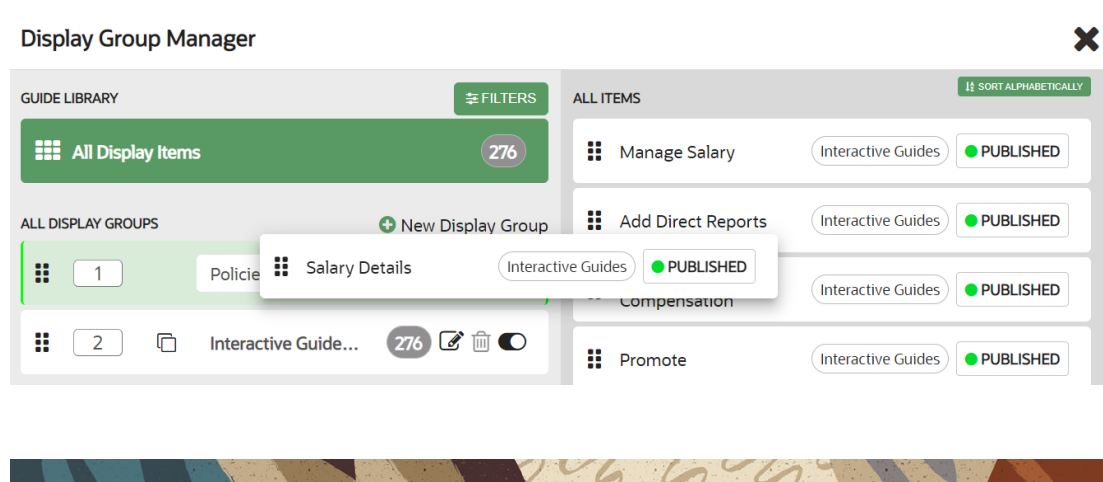 Display Group Manager
GUIDE LIBRARY
FILTERS
All Display Items
276
ALL DISPLAY GROUPS
New Display Group
1
Policie
2
Interactive Guide...
276
ALL ITEMS
SORT ALPHABETICALLY
Manage Salary Interactive Guides PUBLISHED
Add Direct Reports Interactive Guides PUBLISHED
Salary Details Interactive Guides PUBLISHED
Compensation Interactive Guides PUBLISHED
Promote Interactive Guides PUBLISHED